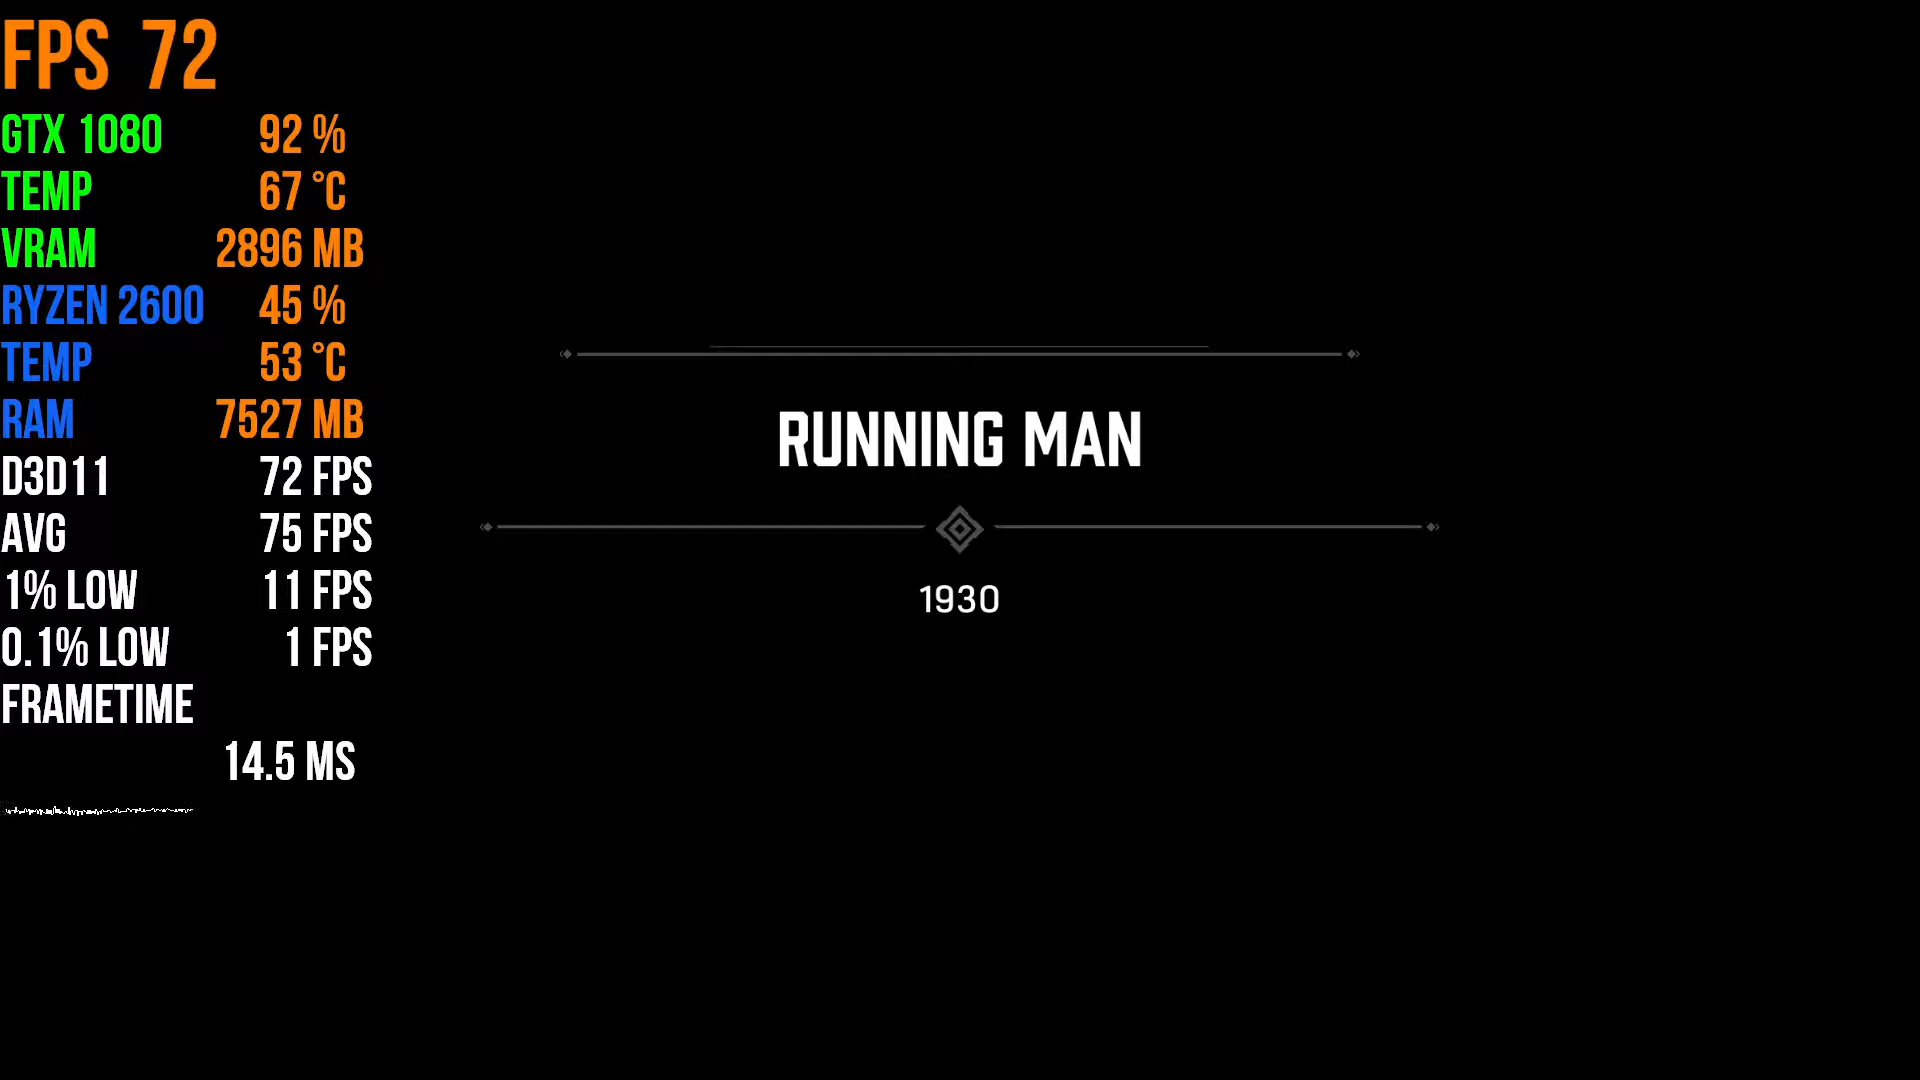 FPS 72
GTX 1080 92 %
TEMP 67 °C
VRAM 2896 MB
RYZEN 2600 45 %
TEMP 53 °C
RAM 7527 MB
D3D11 72 FPS
AVG 75 FPS
1% LOW 11 FPS
0.1% LOW 1 FPS
FRAMETIME
14.5 MS
RUNNING MAN
1930